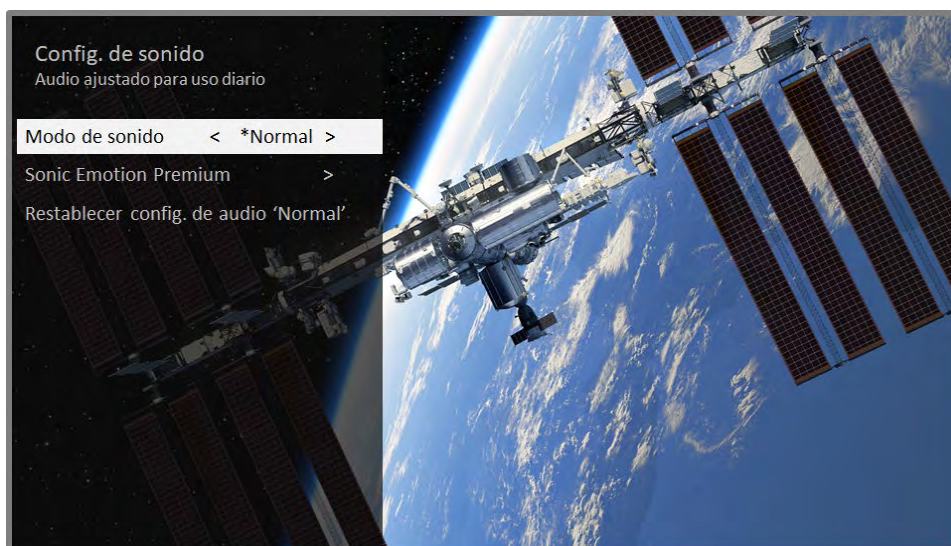 Config. de sonido
Audio ajustado para uso diario
Modo de sonido < *Normal >
Sonic Emotion Premium >
Restablecer config. de audio ‘Normal’